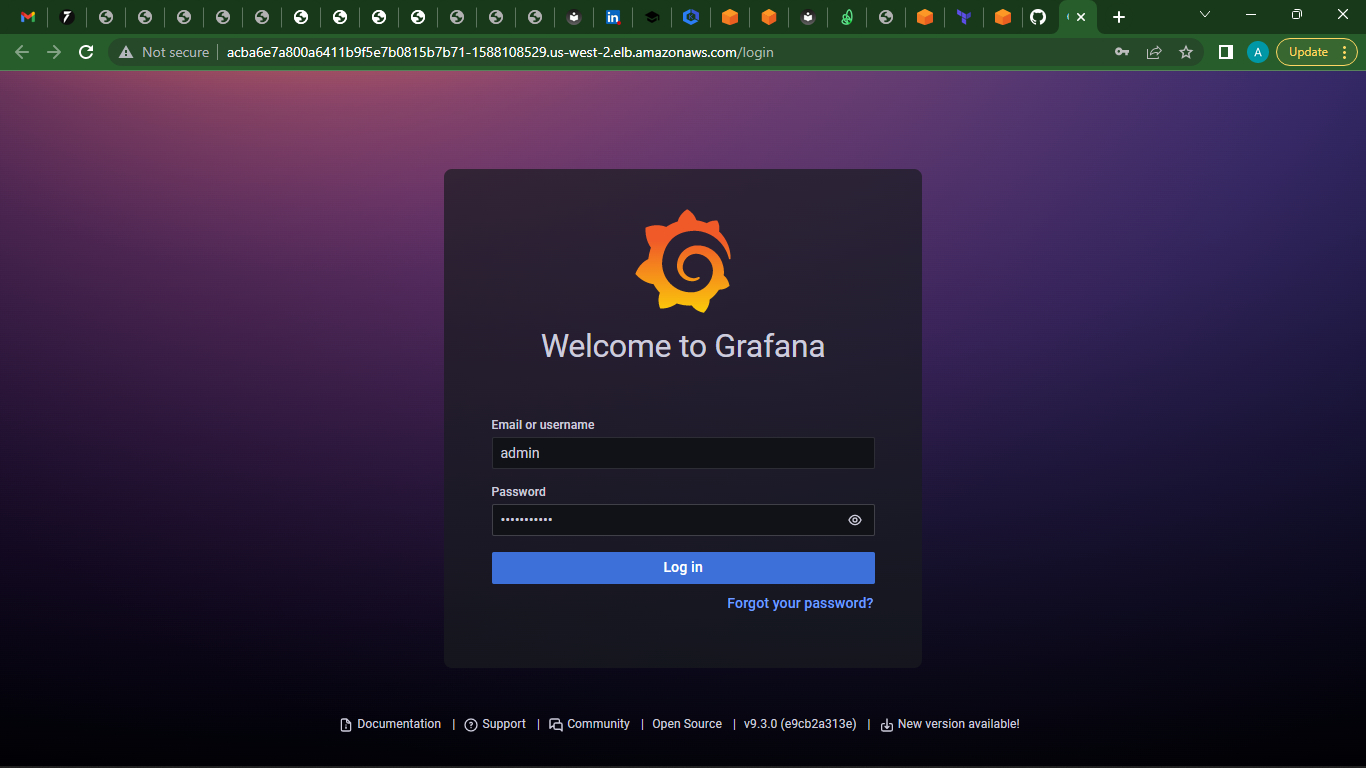 Not secure acba6e7a800a6411b9f5e7b0815b7b71-1588108529.us-west-2.elb.amazonaws.com/login A Update
Welcome to Grafana
Email or username
admin
Password
•••••••••••
Log in
Forgot your password?
Documentation | Support | Community | Open Source | v9.3.0 (e9cb2a313e) | New version available!